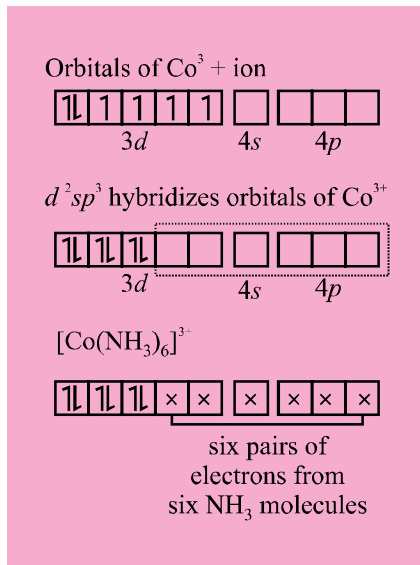 Orbitals of Co³ + ion
3d
4s
4p
d ²sp³ hybridizes orbitals of Co³⁺
3d
4s
4p
[Co(NH₃)₆]³⁺
× × × × × ×
six pairs of
electrons from
six NH₃ molecules